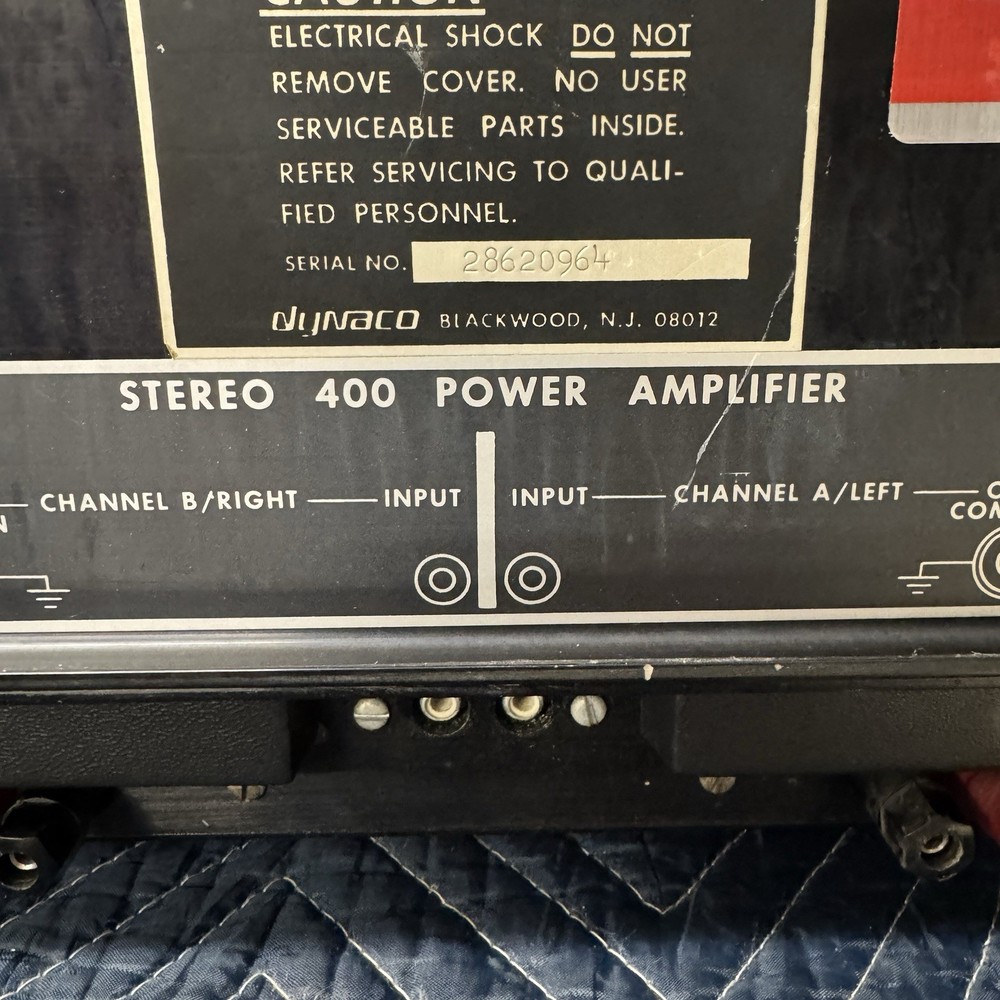 CAUTION
ELECTRICAL SHOCK DO NOT
REMOVE COVER. NO USER
SERVICEABLE PARTS INSIDE.
REFER SERVICING TO QUALI-
FIED PERSONNEL.
SERIAL NO. 28620964
dynaco BLACKWOOD, N.J. 08012
STEREO 400 POWER AMPLIFIER
CHANNEL B/RIGHT INPUT INPUT CHANNEL A/LEFT